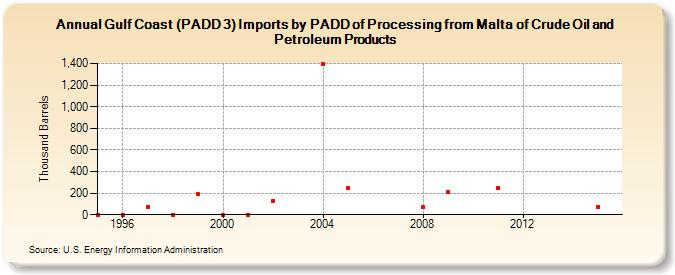 Annual Gulf Coast (PADD 3) Imports by PADD of Processing from Malta of Crude Oil and
Petroleum Products
Thousand Barrels
1,400
1,200
1,000
800
600
400
200
0
1996 2000 2004 2008 2012
Source: U.S. Energy Information Administration